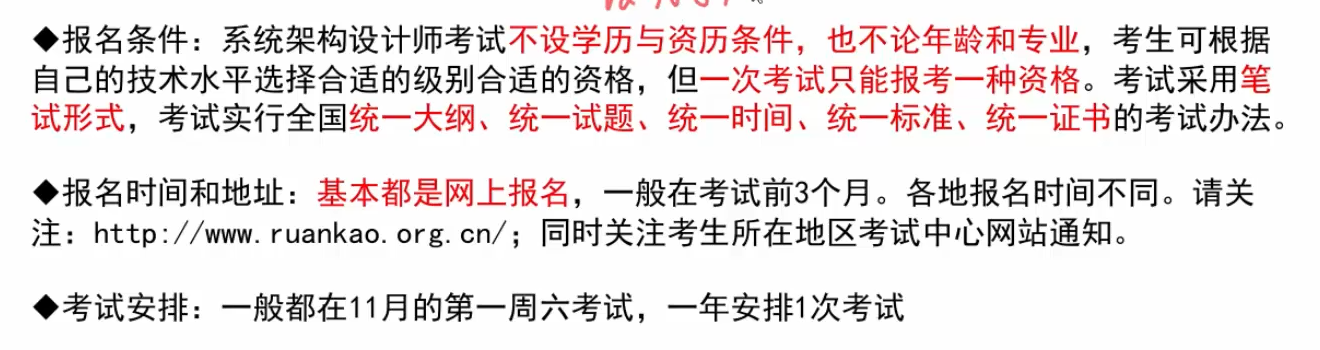 ◆报名条件：系统架构设计师考试不设学历与资历条件，也不论年龄和专业，考生可根据
自己的技术水平选择合适的级别合适的资格，但一次考试只能报考一种资格。考试采用笔
试形式，考试实行全国统一大纲、统一试题、统一时间、统一标准、统一证书的考试办法。
◆报名时间和地址：基本都是网上报名，一般在考试前3个月。各地报名时间不同。请关
注：http://www.ruankao.org.cn/；同时关注考生所在地区考试中心网站通知。
◆考试安排：一般都在11月的第一周六考试，一年安排1次考试